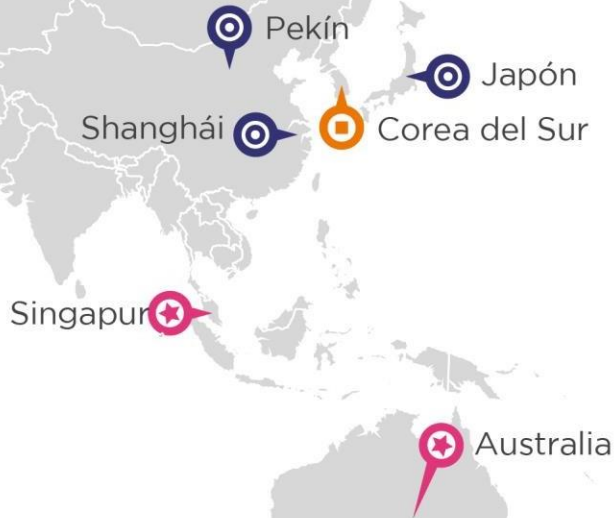 Pekín
Japón
Shanghái
Corea del Sur
Singapur
Australia